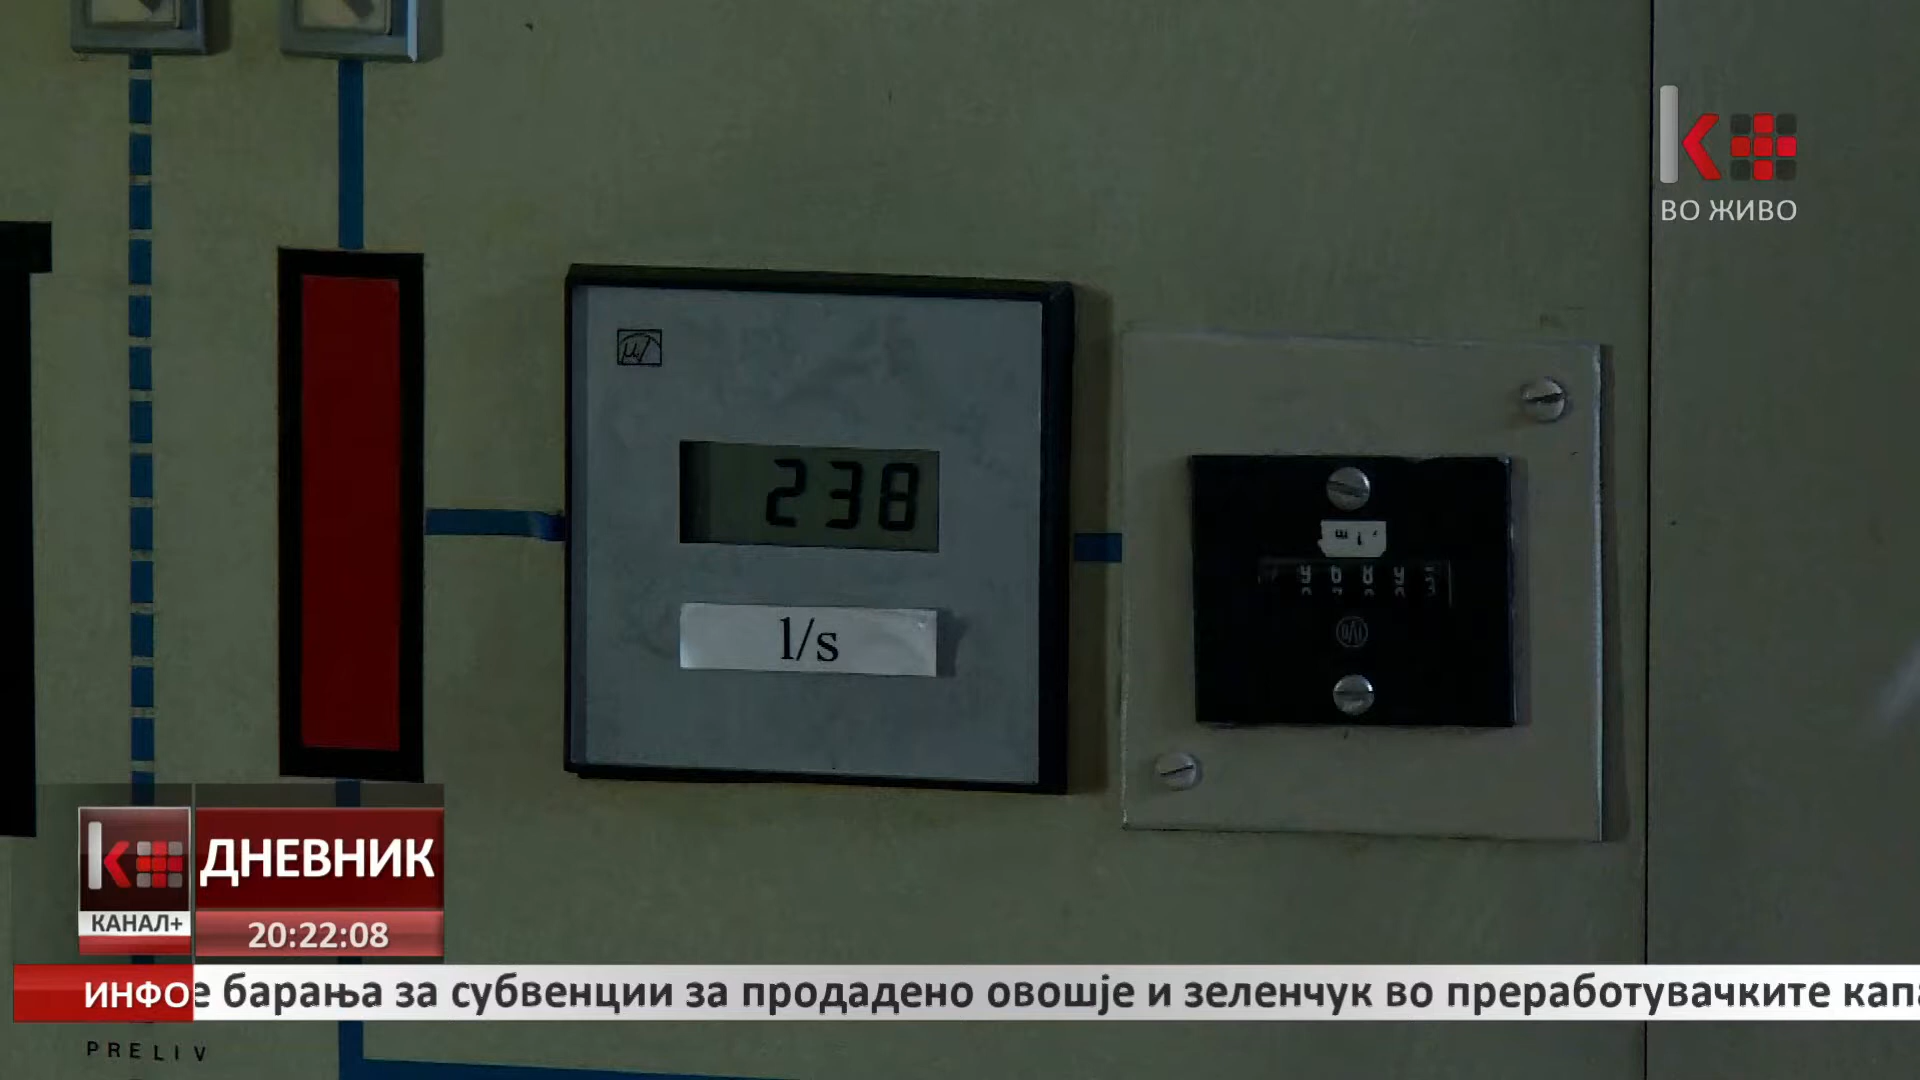 ВО ЖИВО
238
l/s
ДНЕВНИК
КАНАЛ+
20:22:08
ИНФО
е барања за субвенции за продадено овошје и зеленчук во преработувачките капа
PRELIV